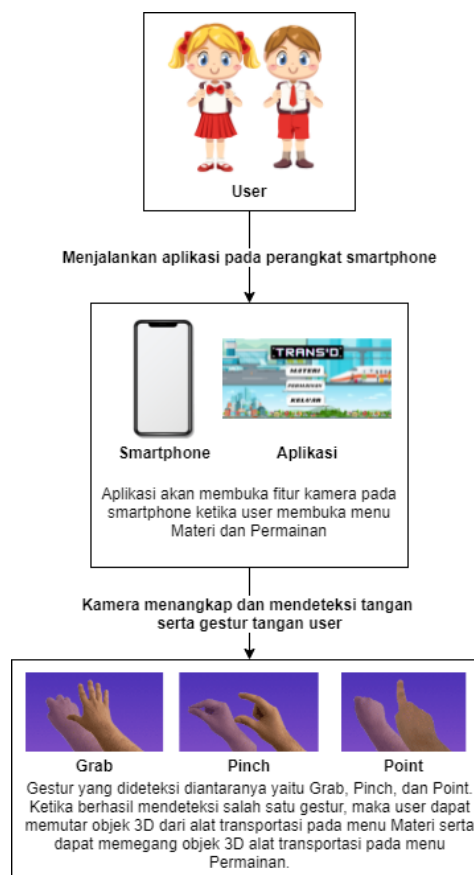 User
Menjalankan aplikasi pada perangkat smartphone
TRANS'D
MATERI
PERMAINAN
KELUAR
Smartphone
Aplikasi
Aplikasi akan membuka fitur kamera pada
smartphone ketika user membuka menu
Materi dan Permainan
Kamera menangkap dan mendeteksi tangan
serta gestur tangan user
Grab
Pinch
Point
Gestur yang dideteksi diantaranya yaitu Grab, Pinch, dan Point.
Ketika berhasil mendeteksi salah satu gestur, maka user dapat
memutar objek 3D dari alat transportasi pada menu Materi serta
dapat memegang objek 3D alat transportasi pada menu
Permainan.